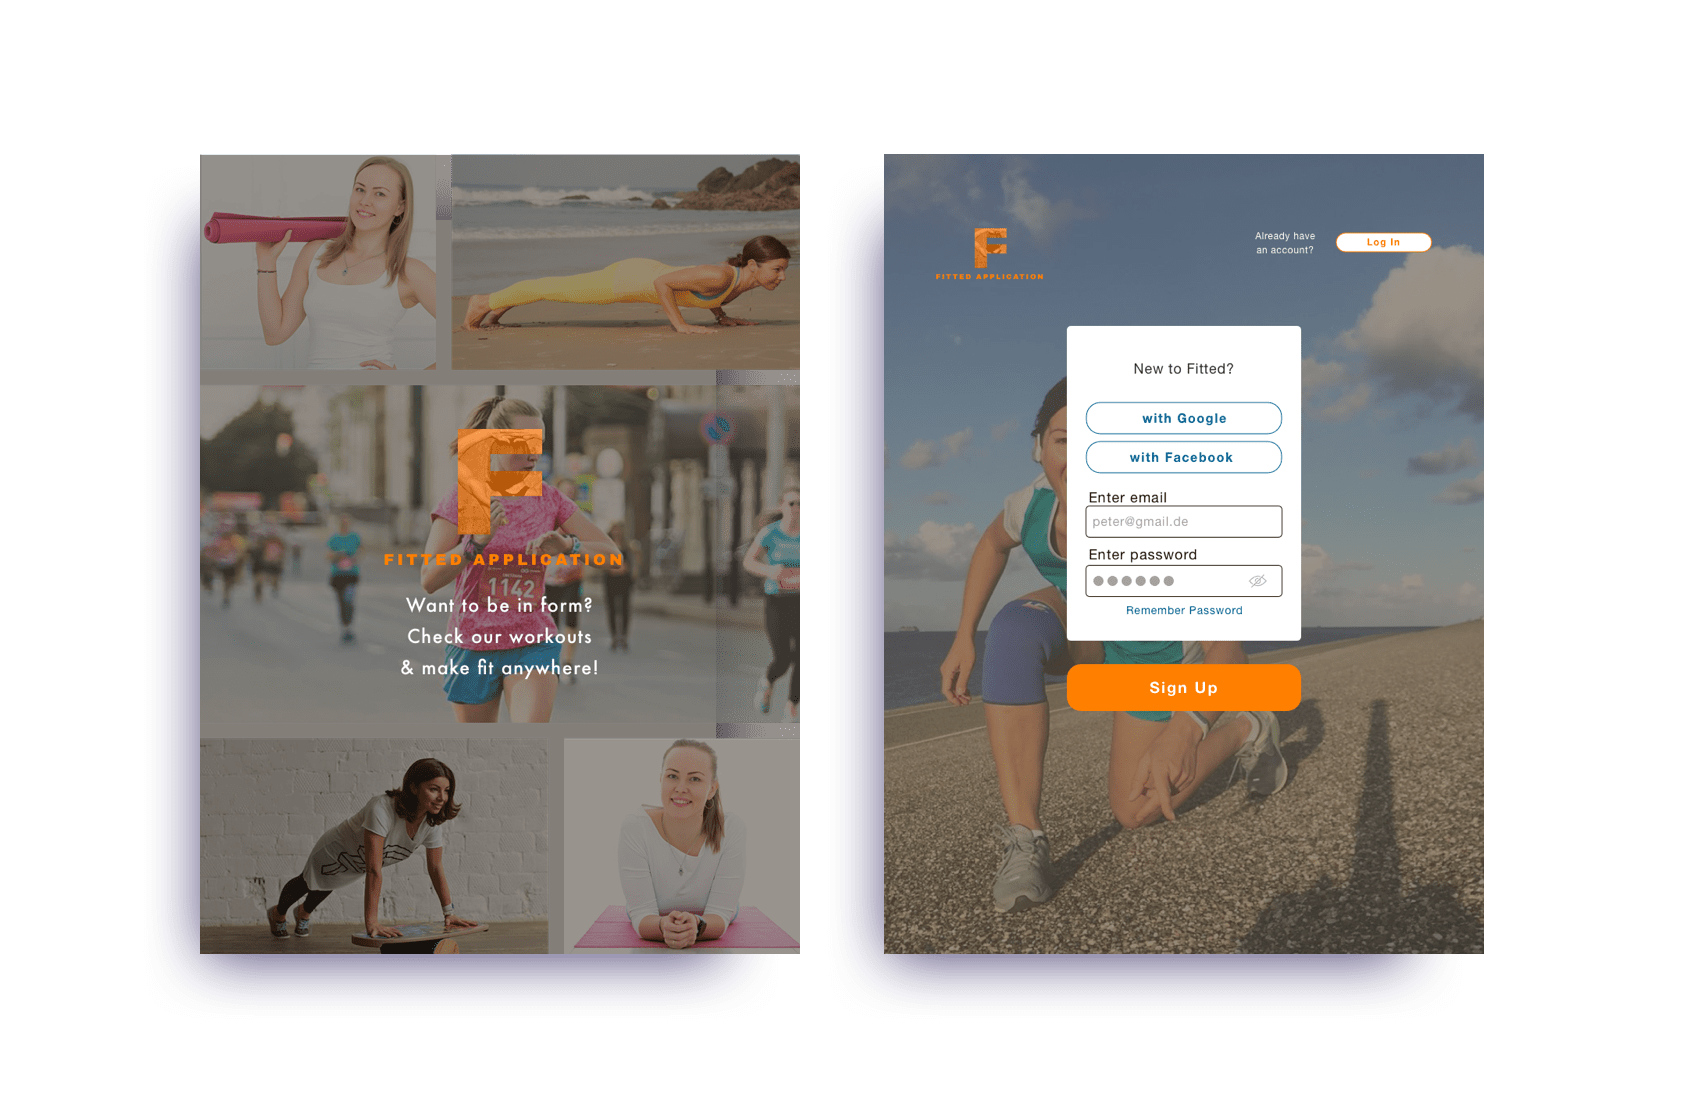 FITTED APPLICATION
1142
Want to be in form?
Check our workouts
& make fit anywhere!
FITTED APPLICATION
Already have
an account?
Log In
New to Fitted?
with Google
with Facebook
Enter email
peter@gmail.de
Enter password
Remember Password
Sign Up